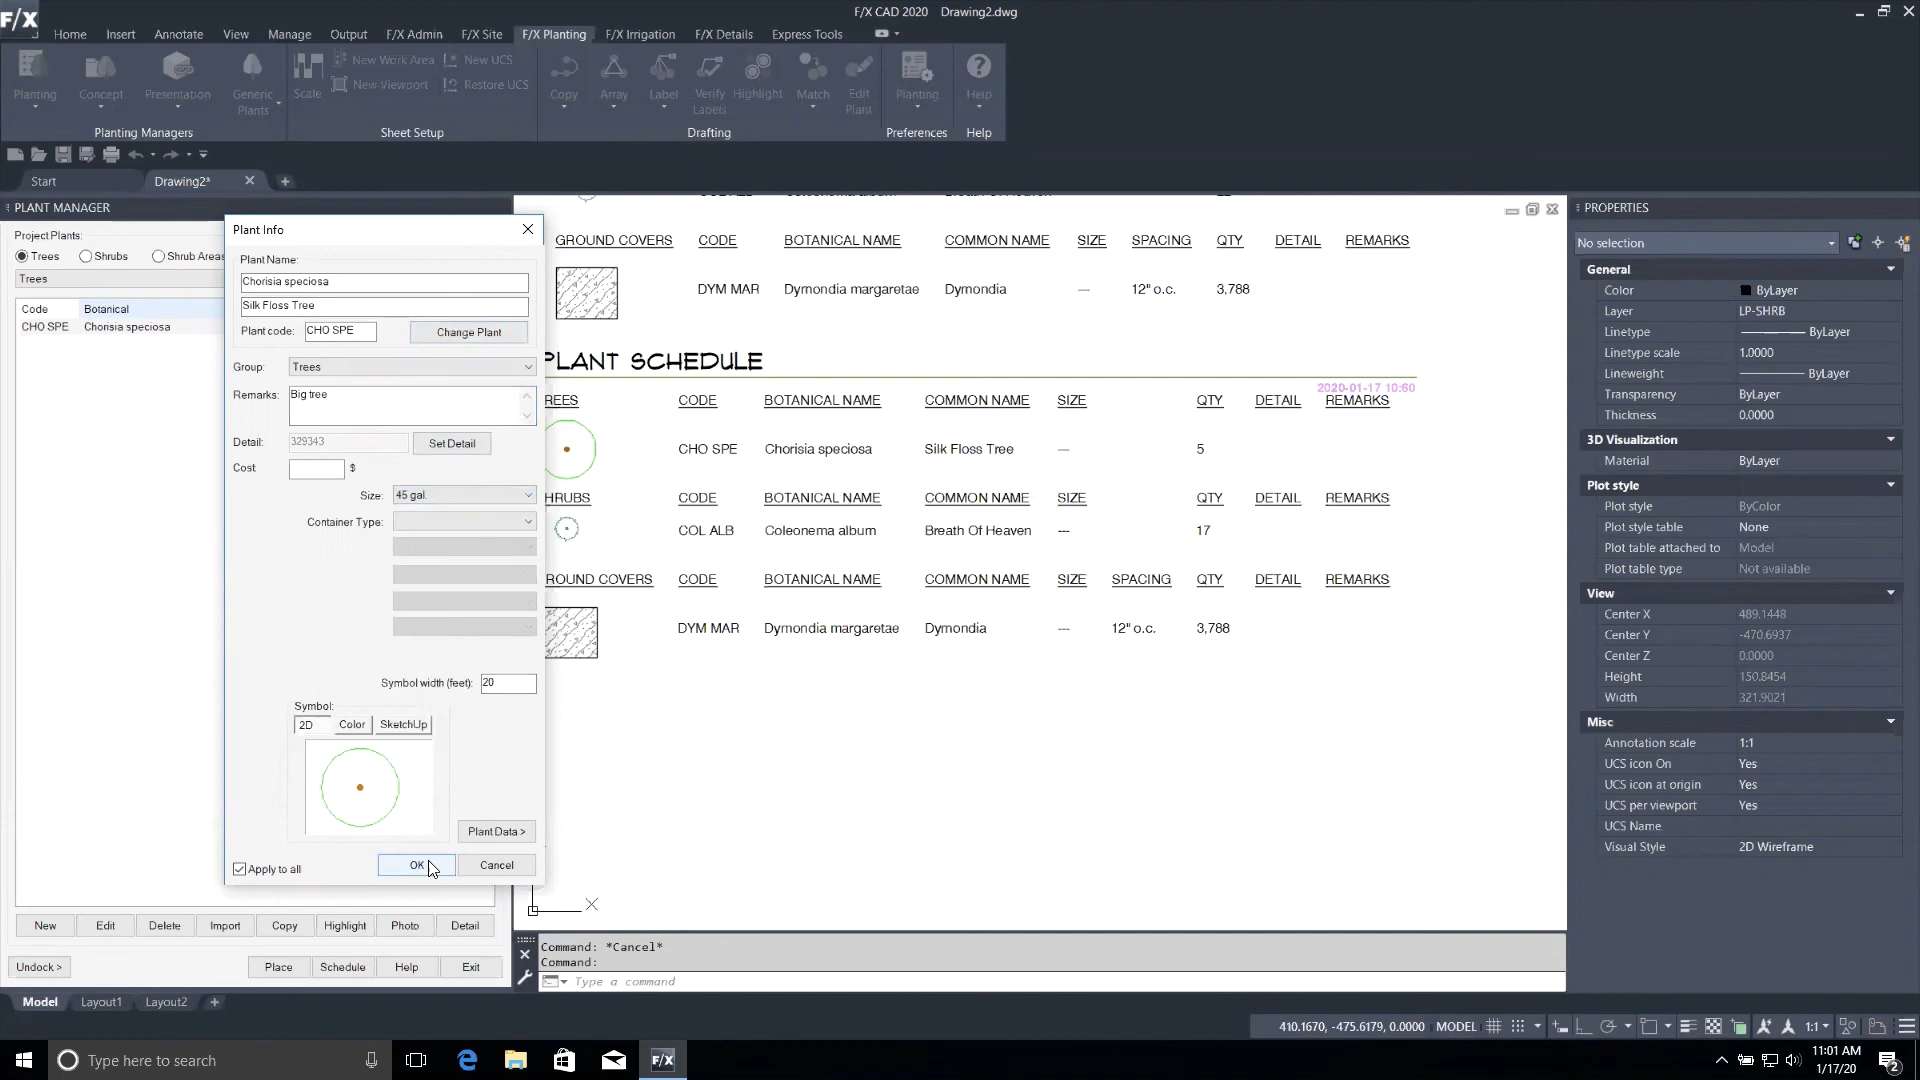 F/X CAD 2020 Drawing2.dwg
F/X
Home Insert Annotate View Manage Output F/X Admin F/X Site F/X Planting F/X Irrigation F/X Details Express Tools
New Work Area New UCS
New Viewport Restore UCS
Planting Concept Presentation Generic Plants Scale Copy Array Label Verify Labels Highlight Match Edit Plant Planting Help
Planting Managers Sheet Setup Drafting Preferences Help
Start Drawing2*
PLANT MANAGER
Project Plants:
Trees Shrubs Shrub Areas
Trees
Code Botanical
CHO SPE Chorisia speciosa
New Edit Delete Import Copy Highlight Photo Detail
Undock > Place Schedule Help Exit
Plant Info
Plant Name:
Chorisia speciosa
Silk Floss Tree
Plant code: CHO SPE Change Plant
Group: Trees
Remarks: Big tree
Detail: 329343 Set Detail
Cost $
Size: 45 gal.
Container Type:
Symbol width (feet): 20
Symbol:
2D Color SketchUp
Plant Data >
Apply to all OK Cancel
GROUND COVERS CODE BOTANICAL NAME COMMON NAME SIZE SPACING QTY DETAIL REMARKS
DYM MAR Dymondia margaretae Dymondia --- 12" o.c. 3,788
PLANT SCHEDULE
2020-01-17 10:60
REES CODE BOTANICAL NAME COMMON NAME SIZE QTY DETAIL REMARKS
CHO SPE Chorisia speciosa Silk Floss Tree --- 5
HRUBS CODE BOTANICAL NAME COMMON NAME SIZE QTY DETAIL REMARKS
COL ALB Coleonema album Breath Of Heaven --- 17
ROUND COVERS CODE BOTANICAL NAME COMMON NAME SIZE SPACING QTY DETAIL REMARKS
DYM MAR Dymondia margaretae Dymondia --- 12" o.c. 3,788
Command: *Cancel*
Command:
Type a command
PROPERTIES
No selection
General
Color ByLayer
Layer LP-SHRB
Linetype ByLayer
Linetype scale 1.0000
Lineweight ByLayer
Transparency ByLayer
Thickness 0.0000
3D Visualization
Material ByLayer
Plot style
Plot style ByColor
Plot style table None
Plot table attached to Model
Plot table type Not available
View
Center X 489.1448
Center Y -470.6937
Center Z 0.0000
Height 150.8454
Width 321.9021
Misc
Annotation scale 1:1
UCS icon On Yes
UCS icon at origin Yes
UCS per viewport Yes
UCS Name
Visual Style 2D Wireframe
Model Layout1 Layout2
410.1670, -475.6179, 0.0000 MODEL 1:1
Type here to search
F/X
11:01 AM
1/17/20
2